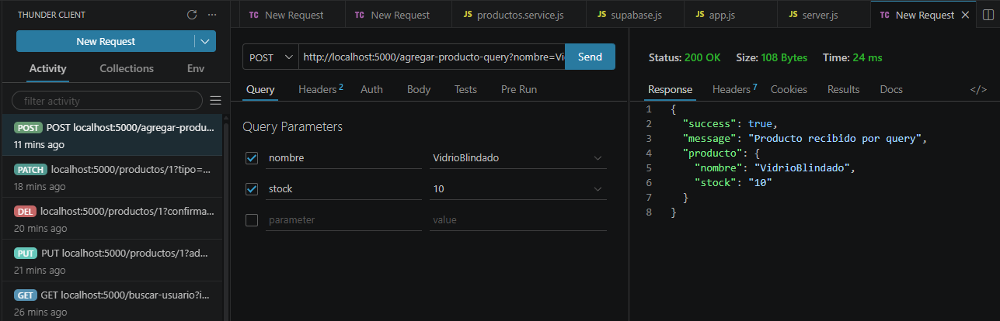 THUNDER CLIENT
New Request
Activity Collections Env
filter activity
POST POST localhost:5000/agregar-produ...
11 mins ago
PATCH localhost:5000/productos/1?tipo=...
18 mins ago
DEL localhost:5000/productos/1?confirma...
20 mins ago
PUT PUT localhost:5000/productos/1?ad...
21 mins ago
GET GET localhost:5000/buscar-usuario?i...
26 mins ago
TC New Request TC New Request JS productos.service.js JS supabase.js JS app.js JS server.js TC New Request
POST http://localhost:5000/agregar-producto-query?nombre=Vi Send
Query Headers 2 Auth Body Tests Pre Run
Query Parameters
nombre VidrioBlindado
stock 10
parameter value
Status: 200 OK Size: 108 Bytes Time: 24 ms
Response Headers 7 Cookies Results Docs </>
1 {
2 "success": true,
3 "message": "Producto recibido por query",
4 "producto": {
5 "nombre": "VidrioBlindado",
6 "stock": "10"
7 }
8 }